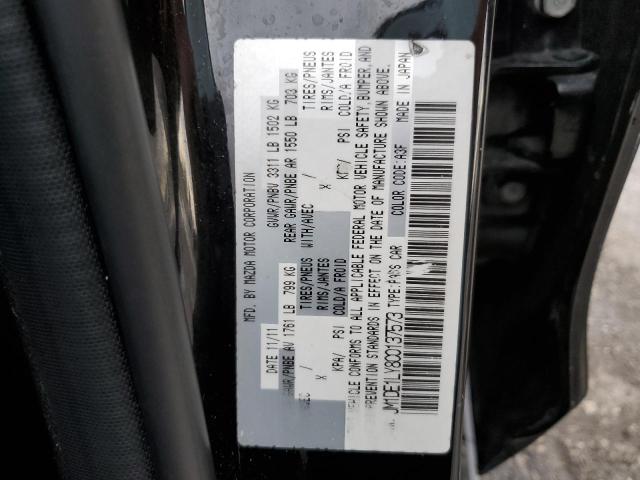 MFD. BY MAZDA MOTOR CORPORATION
DATE 11/11 GVWR/PNBV 3311 LB 1502 KG
GAWR/PNBE AV 1761 LB 799 KG REAR GAWR/PNBE AR 1550 LB 703 KG
TIRES/PNEUS WITH/AVEC TIRES/PNEUS
RIMS/JANTES X RIMS/JANTES
KPA/ PSI COLD/A FROID KPA/ PSI COLD/A FROID
VEHICLE CONFORMS TO ALL APPLICABLE FEDERAL MOTOR VEHICLE SAFETY, BUMPER, AND
PREVENTION STANDARDS IN EFFECT ON THE DATE OF MANUFACTURE SHOWN ABOVE.
JM1DE1LY8C0137573 TYPE: PASS CAR COLOR CODE: A3F MADE IN JAPAN